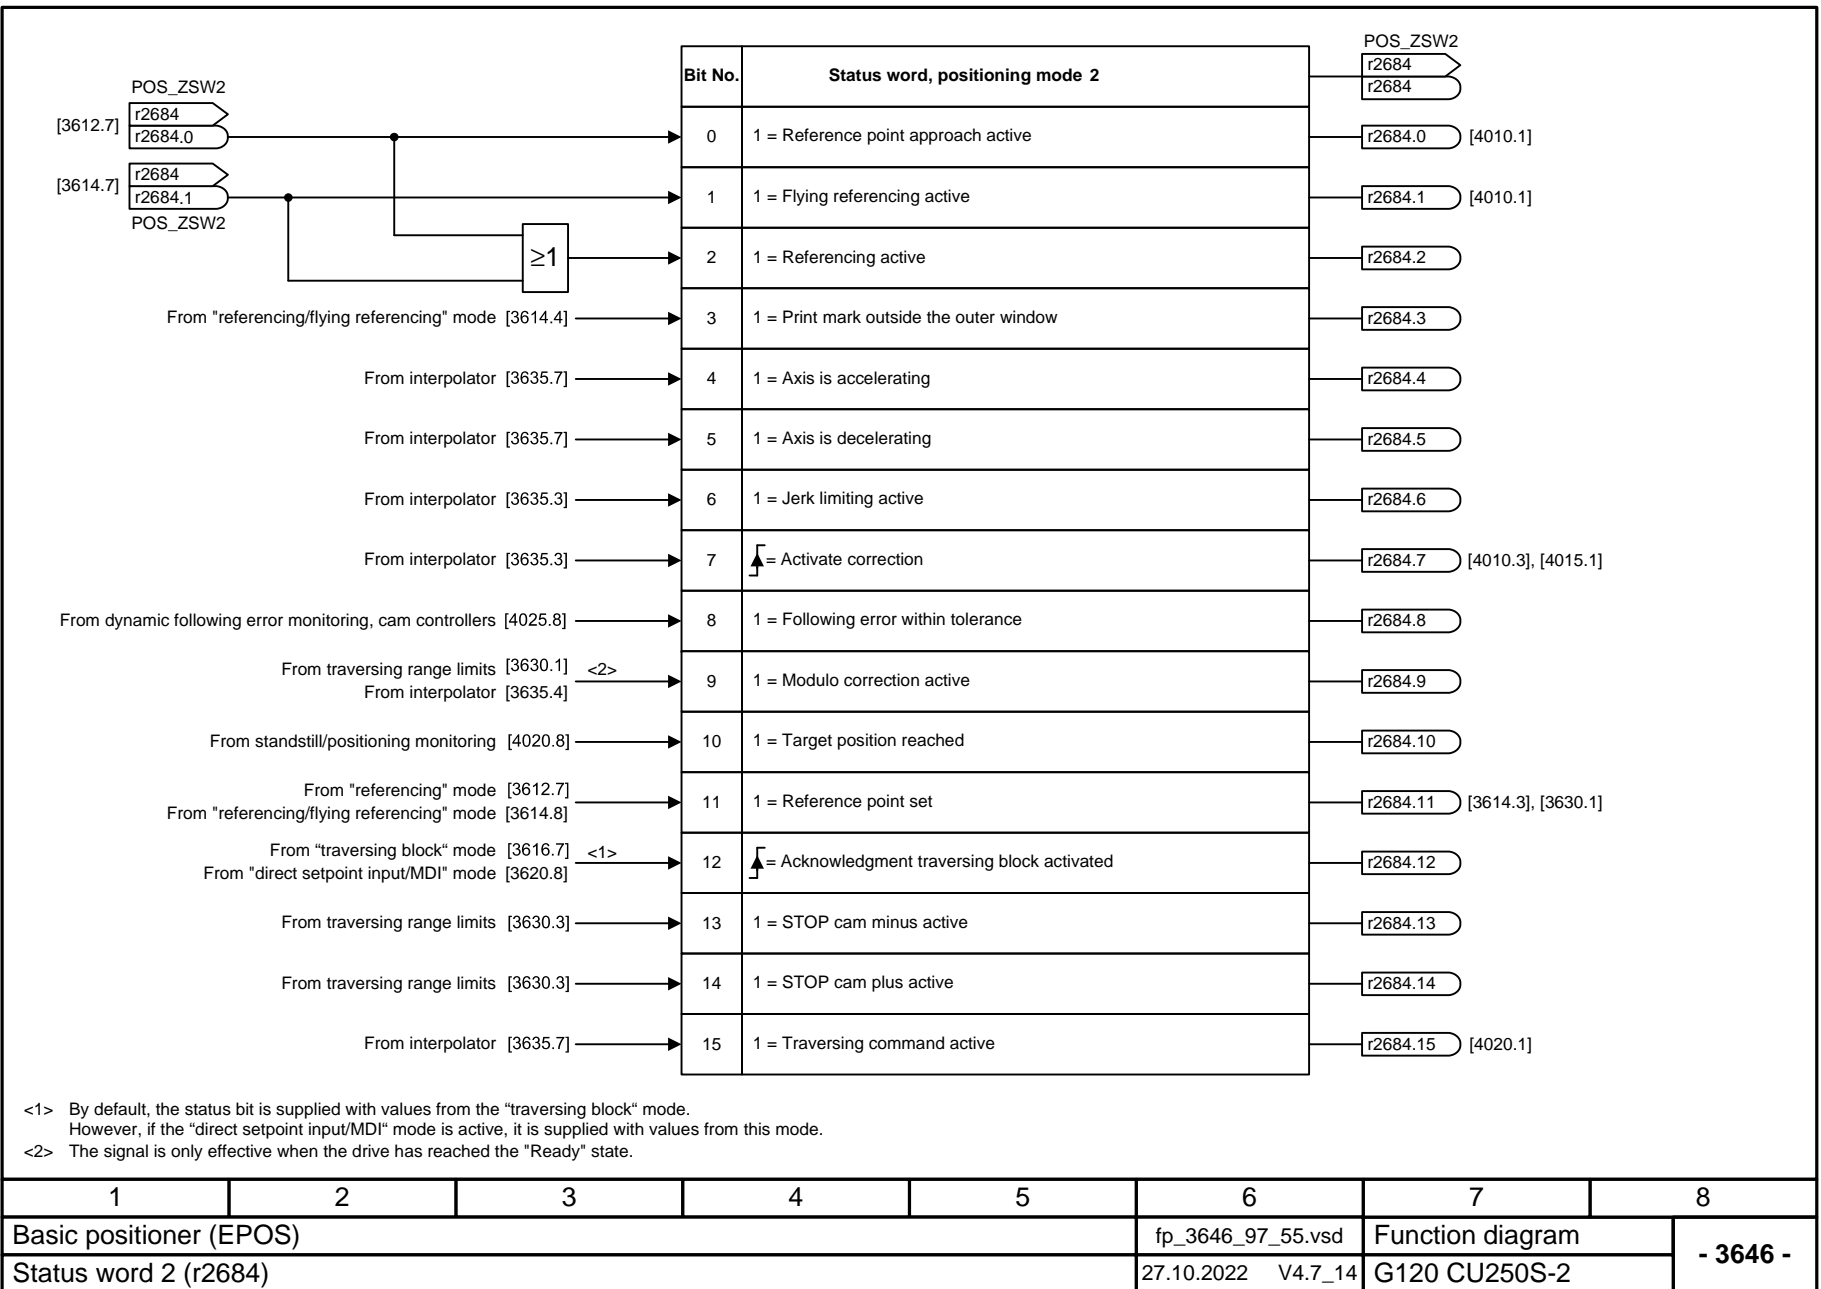 POS_ZSW2
Bit No. Status word, positioning mode 2
r2684
r2684
POS_ZSW2
[3612.7] r2684
r2684.0
0 1 = Reference point approach active r2684.0 [4010.1]
[3614.7] r2684
r2684.1
POS_ZSW2
1 1 = Flying referencing active r2684.1 [4010.1]
≥1 2 1 = Referencing active r2684.2
From "referencing/flying referencing" mode [3614.4] 3 1 = Print mark outside the outer window r2684.3
From interpolator [3635.7] 4 1 = Axis is accelerating r2684.4
From interpolator [3635.7] 5 1 = Axis is decelerating r2684.5
From interpolator [3635.3] 6 1 = Jerk limiting active r2684.6
From interpolator [3635.3] 7 = Activate correction r2684.7 [4010.3], [4015.1]
From dynamic following error monitoring, cam controllers [4025.8] 8 1 = Following error within tolerance r2684.8
From traversing range limits [3630.1] <2>
From interpolator [3635.4]
9 1 = Modulo correction active r2684.9
From standstill/positioning monitoring [4020.8] 10 1 = Target position reached r2684.10
From "referencing" mode [3612.7]
From "referencing/flying referencing" mode [3614.8]
11 1 = Reference point set r2684.11 [3614.3], [3630.1]
From “traversing block“ mode [3616.7] <1>
From "direct setpoint input/MDI" mode [3620.8]
12 = Acknowledgment traversing block activated r2684.12
From traversing range limits [3630.3] 13 1 = STOP cam minus active r2684.13
From traversing range limits [3630.3] 14 1 = STOP cam plus active r2684.14
From interpolator [3635.7] 15 1 = Traversing command active r2684.15 [4020.1]
<1> By default, the status bit is supplied with values from the “traversing block“ mode.
However, if the “direct setpoint input/MDI“ mode is active, it is supplied with values from this mode.
<2> The signal is only effective when the drive has reached the "Ready" state.
1 2 3 4 5 6 7 8
Basic positioner (EPOS) fp_3646_97_55.vsd Function diagram
- 3646 -
Status word 2 (r2684) 27.10.2022 V4.7_14 G120 CU250S-2